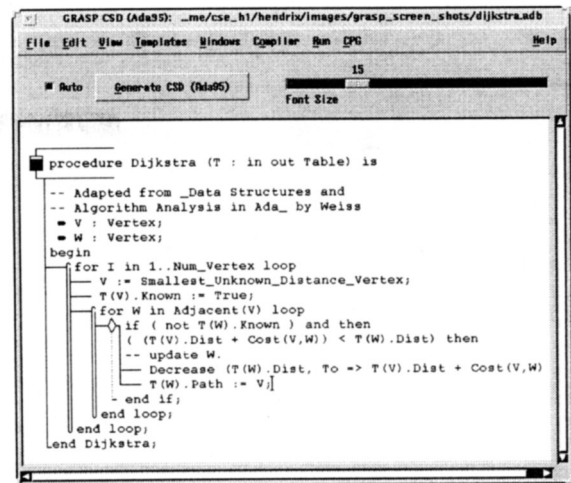 GRASP CSD (Ada95): _me/cse_h1/hendrix/images/grasp_screen_shots/dijkstra.adb
File Edit View Templates Windows Compiler Run CPG Help
15
Auto Generate CSD (Ada95)
Font Size
procedure Dijkstra (T : in out Table) is
-- Adapted from _Data Structures and
-- Algorithm Analysis in Ada_ by Weiss
V : Vertex;
W : Vertex;
begin
for I in 1..Num_Vertex loop
V := Smallest_Unknown_Distance_Vertex;
T(V).Known := True;
for W in Adjacent(V) loop
if ( not T(W).Known ) and then
( (T(V).Dist + Cost(V,W)) < T(W).Dist) then
-- update W.
Decrease (T(W).Dist, To => T(V).Dist + Cost(V,W)
T(W).Path := V;
end if;
end loop;
end loop;
end Dijkstra;